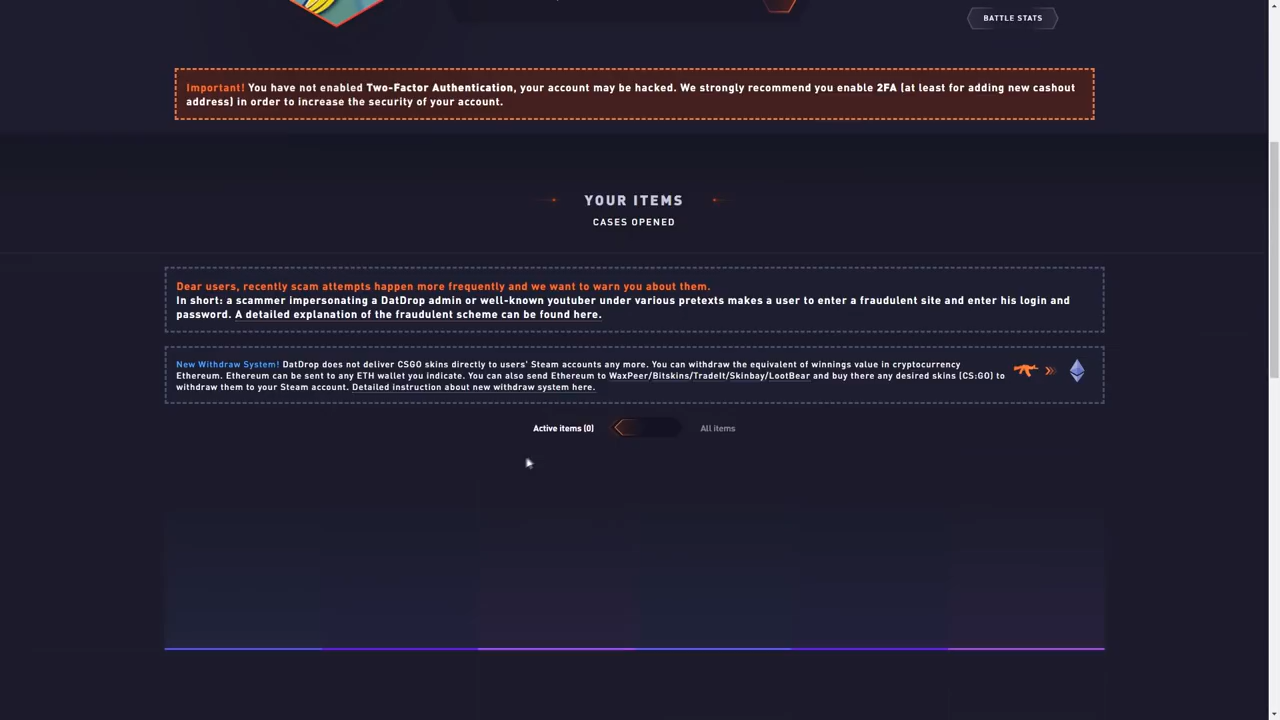 BATTLE STATS
Important! You have not enabled Two-Factor Authentication, your account may be hacked. We strongly recommend you enable 2FA (at least for adding new cashout
address) in order to increase the security of your account.
YOUR ITEMS
CASES OPENED
Dear users, recently scam attempts happen more frequently and we want to warn you about them.
In short: a scammer impersonating a DatDrop admin or well-known youtuber under various pretexts makes a user to enter a fraudulent site and enter his login and
password. A detailed explanation of the fraudulent scheme can be found here.
New Withdraw System! DatDrop does not deliver CSGO skins directly to users' Steam accounts any more. You can withdraw the equivalent of winnings value in cryptocurrency
Ethereum. Ethereum can be sent to any ETH wallet you indicate. You can also send Ethereum to WaxPeer/Bitskins/TradeIt/Skinbay/LootBear and buy there any desired skins (CS:GO) to
withdraw them to your Steam account. Detailed instruction about new withdraw system here.
Active items (0) All items